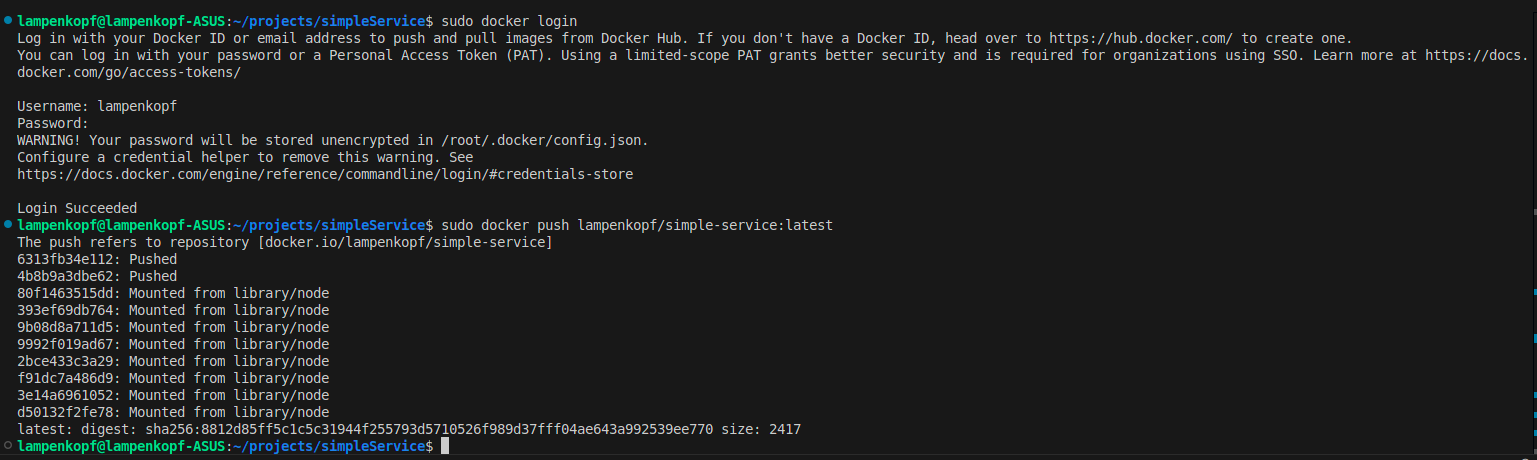 lampenkopf@lampenkopf-ASUS:~/projects/simpleService$ sudo docker login
Log in with your Docker ID or email address to push and pull images from Docker Hub. If you don't have a Docker ID, head over to https://hub.docker.com/ to create one.
You can log in with your password or a Personal Access Token (PAT). Using a limited-scope PAT grants better security and is required for organizations using SSO. Learn more at https://docs.
docker.com/go/access-tokens/
Username: lampenkopf
Password:
WARNING! Your password will be stored unencrypted in /root/.docker/config.json.
Configure a credential helper to remove this warning. See
https://docs.docker.com/engine/reference/commandline/login/#credentials-store
Login Succeeded
lampenkopf@lampenkopf-ASUS:~/projects/simpleService$ sudo docker push lampenkopf/simple-service:latest
The push refers to repository [docker.io/lampenkopf/simple-service]
6313fb34e112: Pushed
4b8b9a3dbe62: Pushed
80f1463515dd: Mounted from library/node
393ef69db764: Mounted from library/node
9b08d8a711d5: Mounted from library/node
9992f019ad67: Mounted from library/node
2bce433c3a29: Mounted from library/node
f91dc7a486d9: Mounted from library/node
3e14a6961052: Mounted from library/node
d50132f2fe78: Mounted from library/node
latest: digest: sha256:8812d85ff5c1c5c31944f255793d5710526f989d37fff04ae643a992539ee770 size: 2417
lampenkopf@lampenkopf-ASUS:~/projects/simpleService$